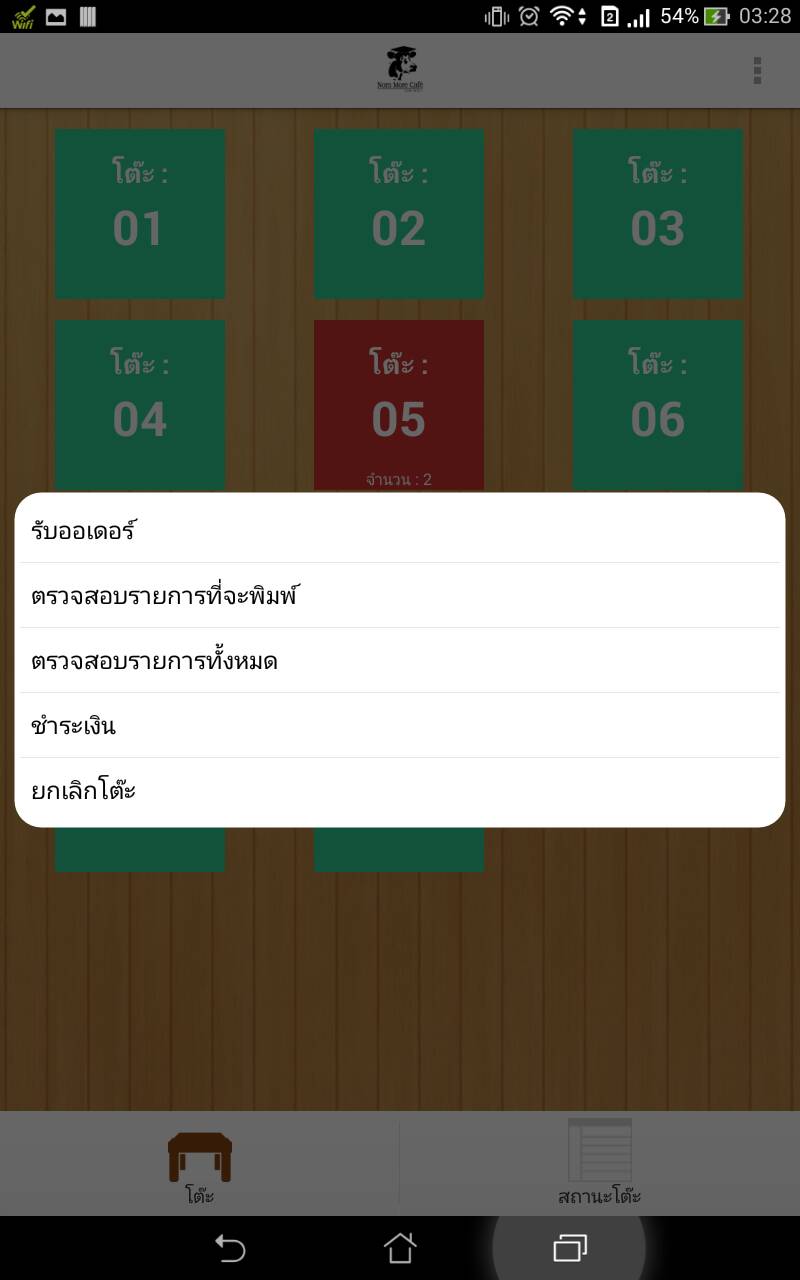 Wifi
2
54%
03:28
Nom More Café
โต๊ะ :
01
โต๊ะ :
02
โต๊ะ :
03
โต๊ะ :
04
โต๊ะ :
05
จำนวน : 2
โต๊ะ :
06
รับออเดอร์
ตรวจสอบรายการที่จะพิมพ์
ตรวจสอบรายการทั้งหมด
ชำระเงิน
ยกเลิกโต๊ะ
โต๊ะ
สถานะโต๊ะ